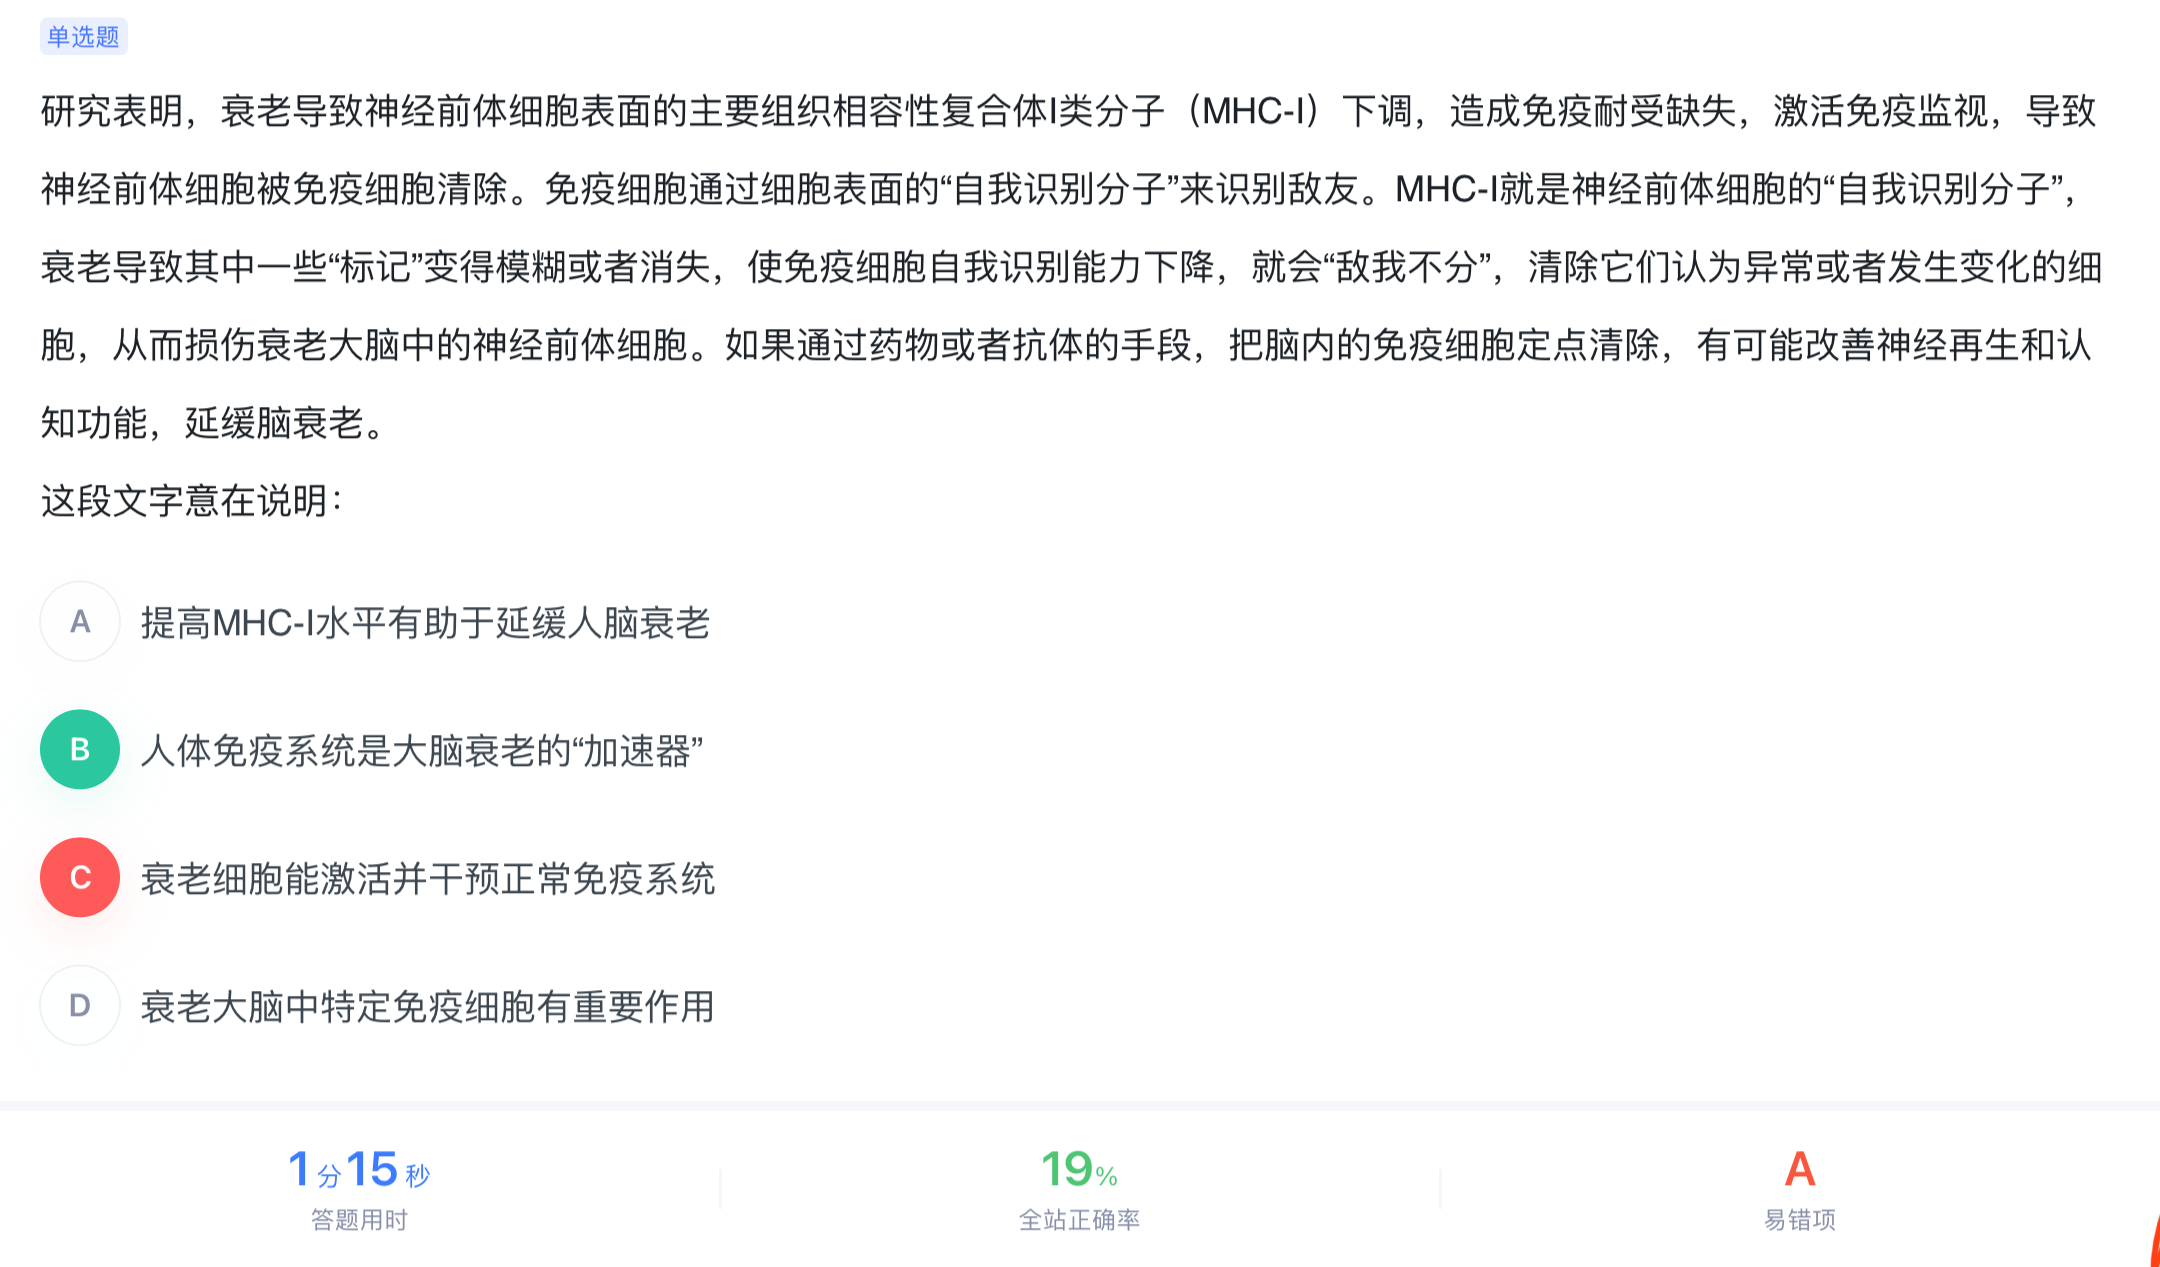 单选题
研究表明，衰老导致神经前体细胞表面的主要组织相容性复合体I类分子（MHC-I）下调，造成免疫耐受缺失，激活免疫监视，导致
神经前体细胞被免疫细胞清除。免疫细胞通过细胞表面的“自我识别分子”来识别敌友。MHC-I就是神经前体细胞的“自我识别分子”，
衰老导致其中一些“标记”变得模糊或者消失，使免疫细胞自我识别能力下降，就会“敌我不分”，清除它们认为异常或者发生变化的细
胞，从而损伤衰老大脑中的神经前体细胞。如果通过药物或者抗体的手段，把脑内的免疫细胞定点清除，有可能改善神经再生和认
知功能，延缓脑衰老。
这段文字意在说明：
A 提高MHC-I水平有助于延缓人脑衰老
B 人体免疫系统是大脑衰老的“加速器”
C 衰老细胞能激活并干预正常免疫系统
D 衰老大脑中特定免疫细胞有重要作用
1分15秒 19% A
答题用时 全站正确率 易错项